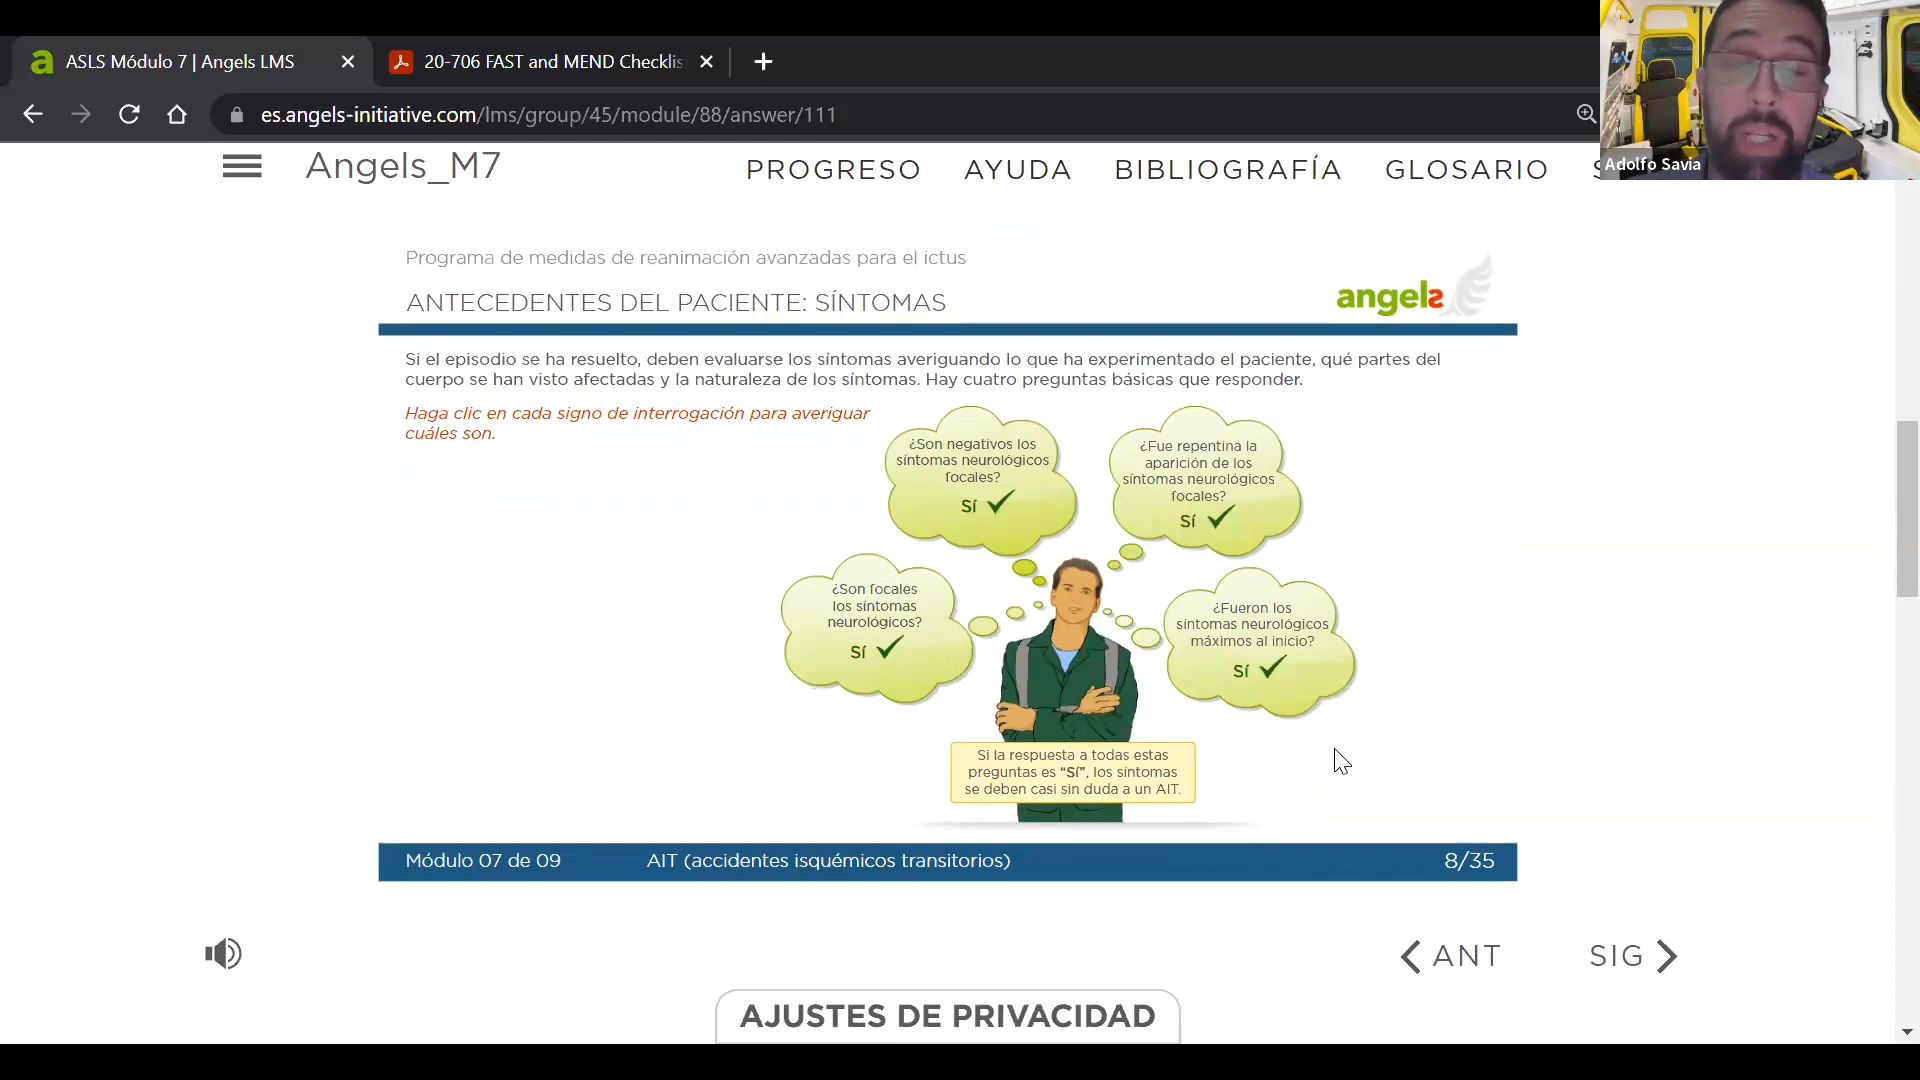 ASLS Módulo 7 | Angels LMS
20-706 FAST and MEND Checklis
es.angels-initiative.com/lms/group/45/module/88/answer/111
Adolfo Savia
Angels_M7
PROGRESO
AYUDA
BIBLIOGRAFÍA
GLOSARIO
Programa de medidas de reanimación avanzadas para el ictus
ANTECEDENTES DEL PACIENTE: SÍNTOMAS
angels
Si el episodio se ha resuelto, deben evaluarse los síntomas averiguando lo que ha experimentado el paciente, qué partes del
cuerpo se han visto afectadas y la naturaleza de los síntomas. Hay cuatro preguntas básicas que responder.
Haga clic en cada signo de interrogación para averiguar
cuáles son.
¿Son negativos los
síntomas neurológicos
focales?
Sí
¿Fue repentina la
aparición de los
síntomas neurológicos
focales?
Sí
¿Son focales
los síntomas
neurológicos?
Sí
¿Fueron los
síntomas neurológicos
máximos al inicio?
Sí
Si la respuesta a todas estas
preguntas es “Sí”, los síntomas
se deben casi sin duda a un AIT.
Módulo 07 de 09
AIT (accidentes isquémicos transitorios)
8/35
ANT
SIG
AJUSTES DE PRIVACIDAD